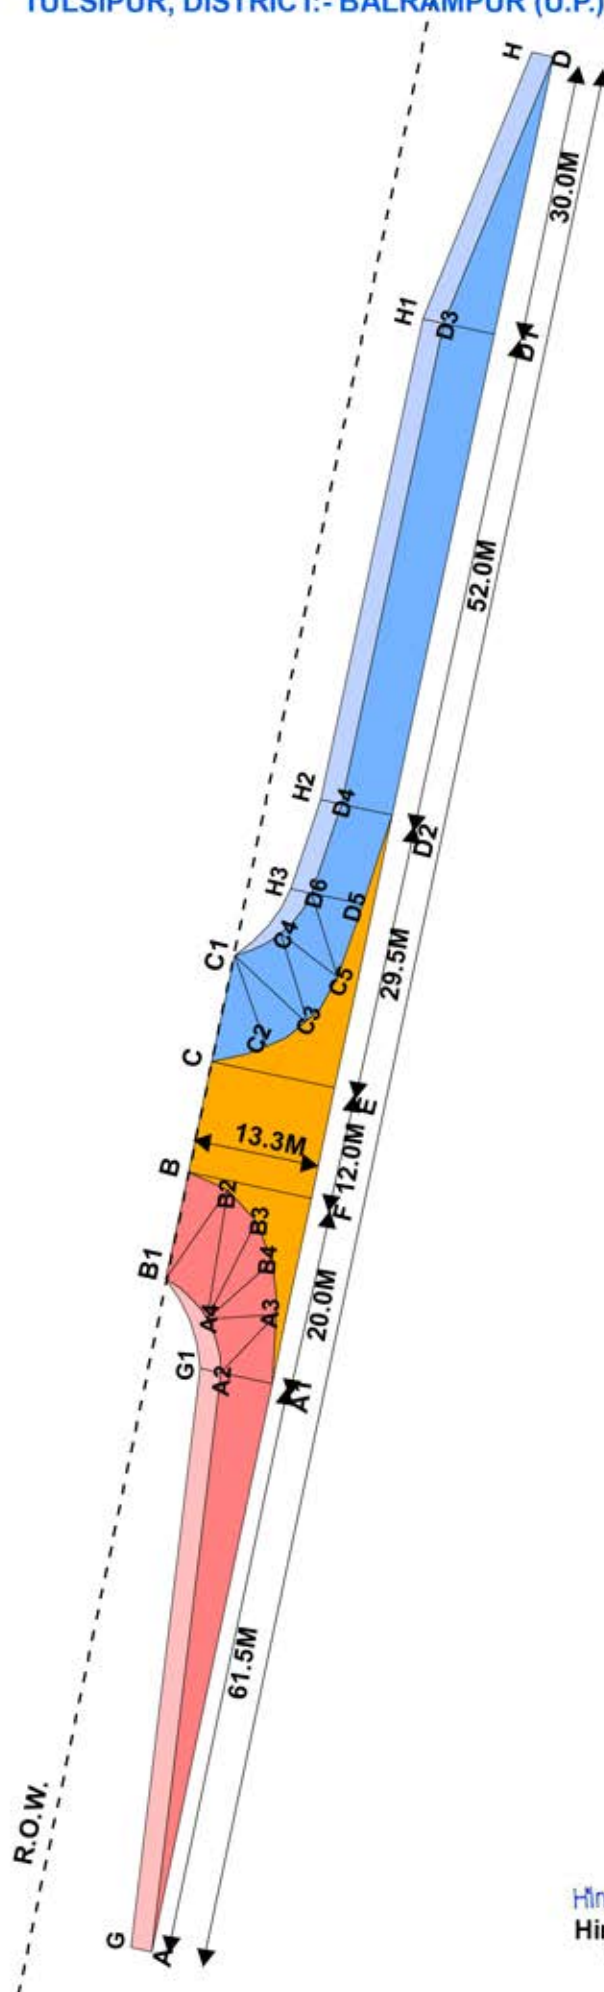 TULSIPUR, DISTRICT:- BALRAMPUR (U.P.)
H
D
30.0M
H1
D3
D1
52.0M
H2
D4
D2
H3
D6
D5
C1
C4
29.5M
C5
C3
C2
C
E
13.3M
12.0M
B
B2
F
B3
B1
B4
A4
A3
20.0M
G1
A2
A1
61.5M
R.O.W.
G
A